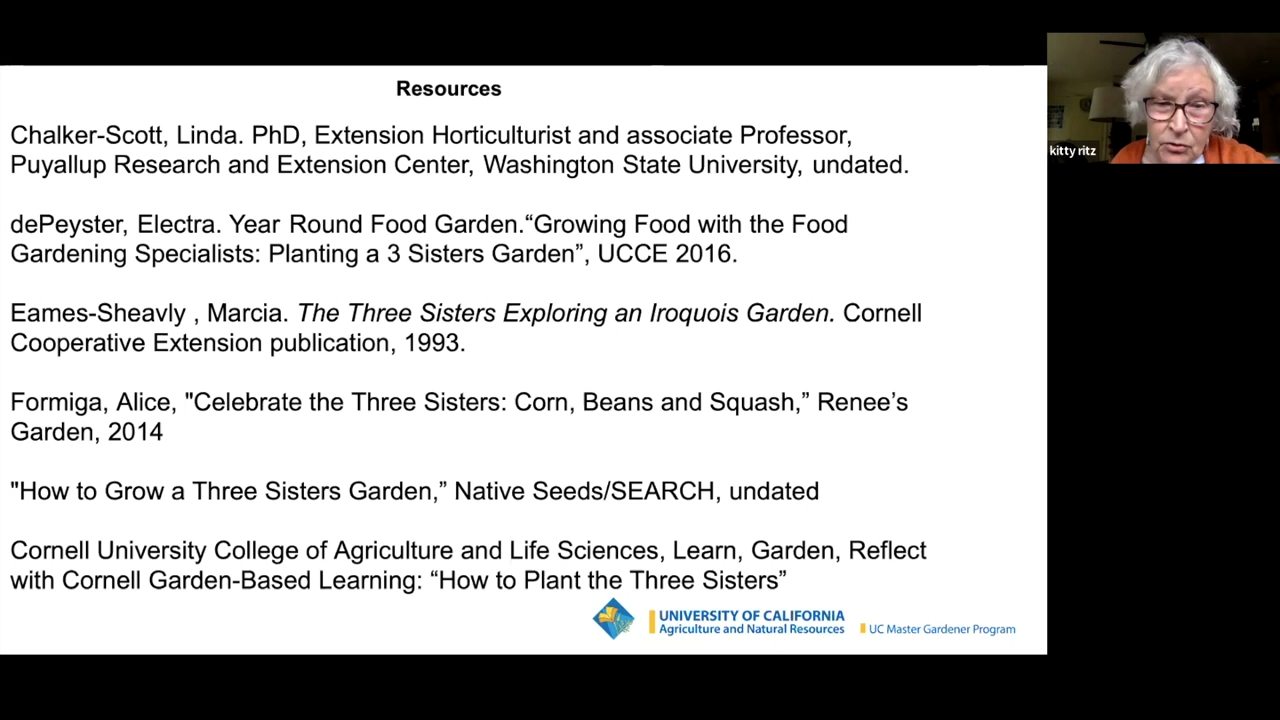 Resources
Chalker-Scott, Linda. PhD, Extension Horticulturist and associate Professor,
Puyallup Research and Extension Center, Washington State University, undated.
dePeyster, Electra. Year Round Food Garden.“Growing Food with the Food
Gardening Specialists: Planting a 3 Sisters Garden”, UCCE 2016.
Eames-Sheavly , Marcia. The Three Sisters Exploring an Iroquois Garden. Cornell
Cooperative Extension publication, 1993.
Formiga, Alice, "Celebrate the Three Sisters: Corn, Beans and Squash,” Renee’s
Garden, 2014
"How to Grow a Three Sisters Garden,” Native Seeds/SEARCH, undated
Cornell University College of Agriculture and Life Sciences, Learn, Garden, Reflect
with Cornell Garden-Based Learning: “How to Plant the Three Sisters”
UNIVERSITY OF CALIFORNIA
Agriculture and Natural Resources
UC Master Gardener Program
kitty ritz